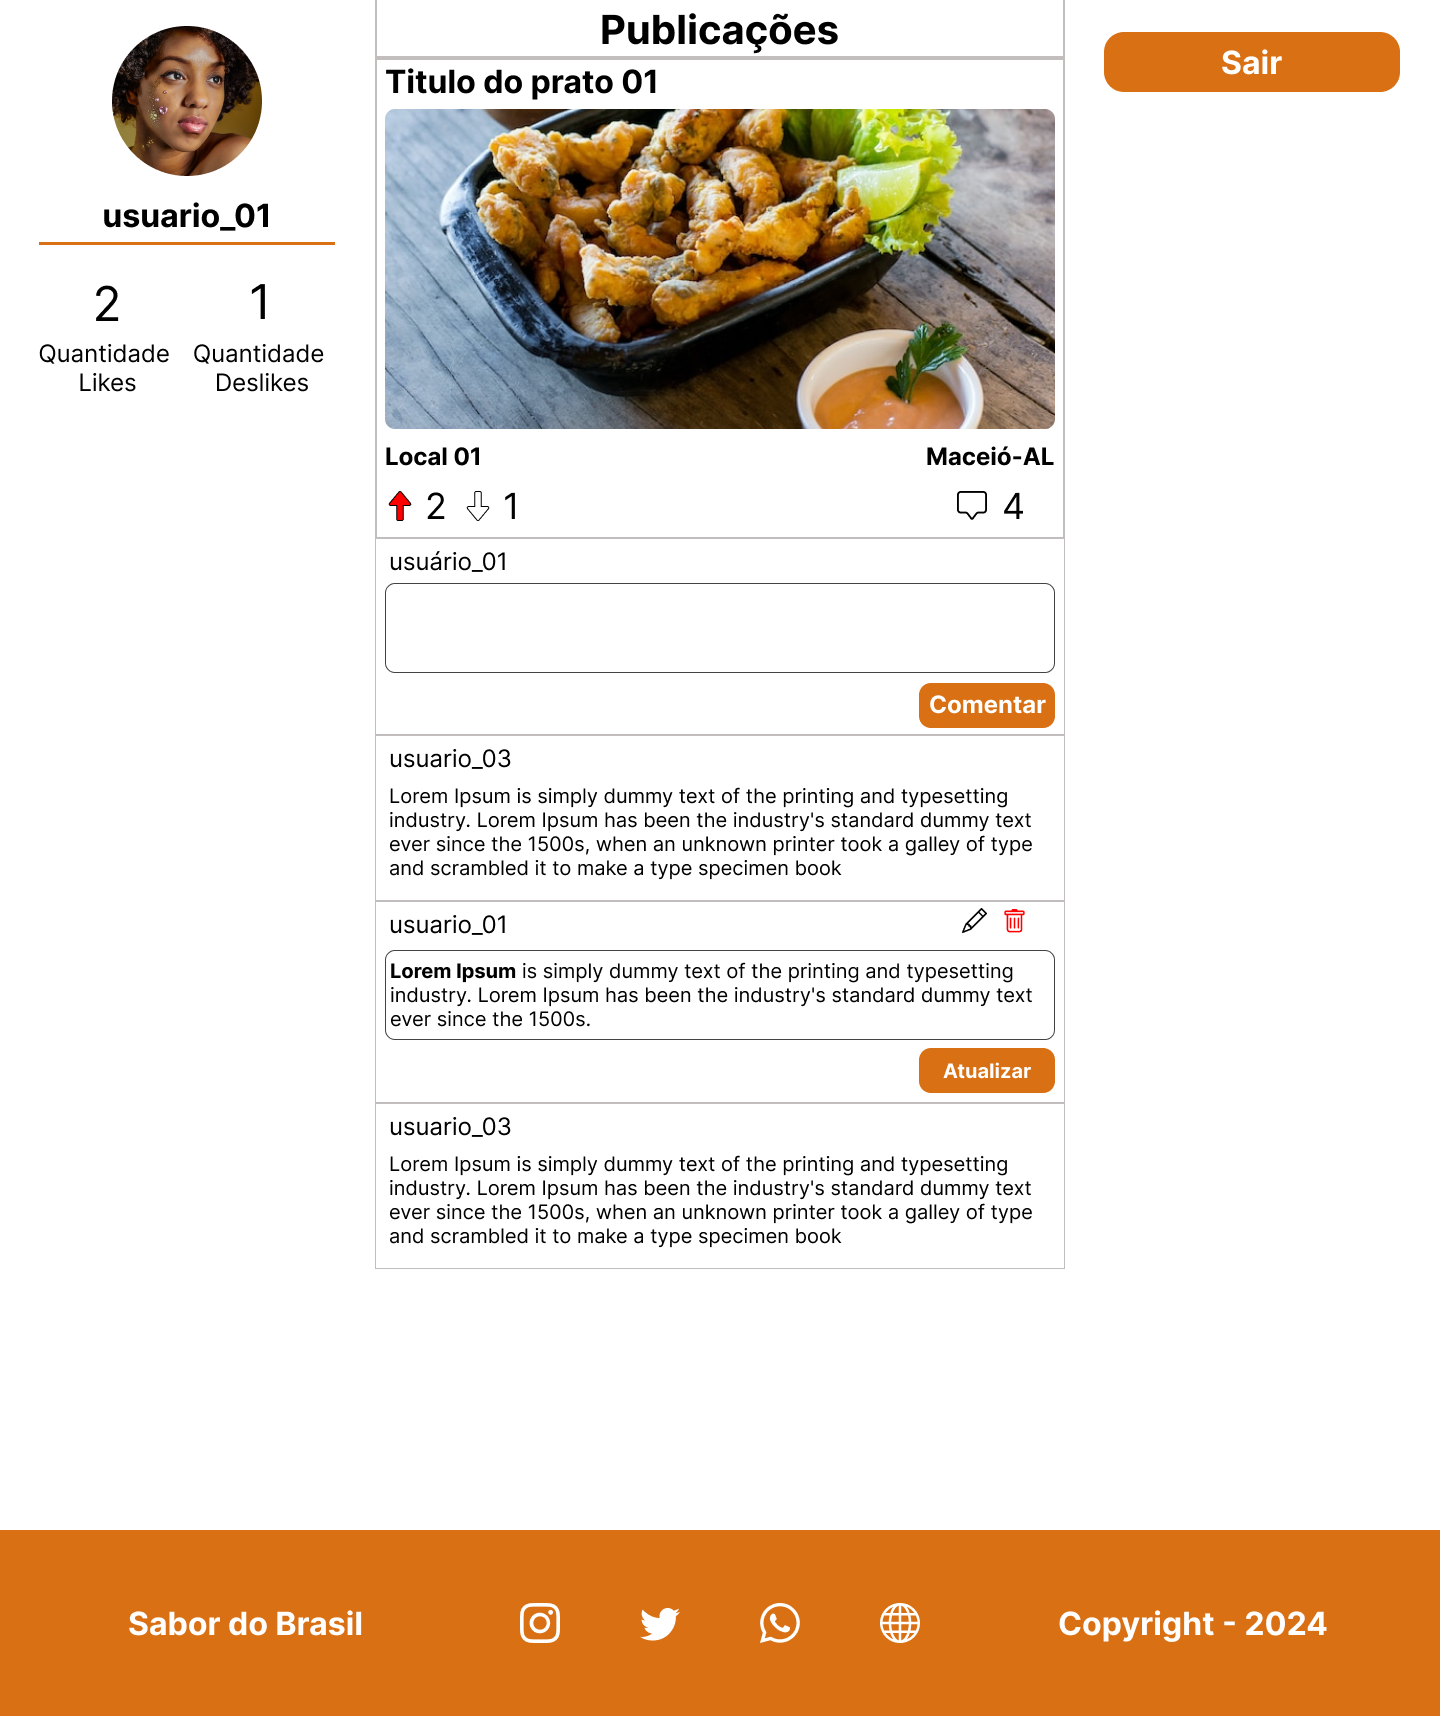 usuario_01
2
1
Quantidade
Likes
Quantidade
Deslikes
Publicações
Titulo do prato 01
Local 01
Maceió-AL
2
1
4
usuário_01
Comentar
usuario_03
Lorem Ipsum is simply dummy text of the printing and typesetting
industry. Lorem Ipsum has been the industry's standard dummy text
ever since the 1500s, when an unknown printer took a galley of type
and scrambled it to make a type specimen book
usuario_01
Lorem Ipsum is simply dummy text of the printing and typesetting
industry. Lorem Ipsum has been the industry's standard dummy text
ever since the 1500s.
Atualizar
usuario_03
Lorem Ipsum is simply dummy text of the printing and typesetting
industry. Lorem Ipsum has been the industry's standard dummy text
ever since the 1500s, when an unknown printer took a galley of type
and scrambled it to make a type specimen book
Sair
Sabor do Brasil
Copyright - 2024